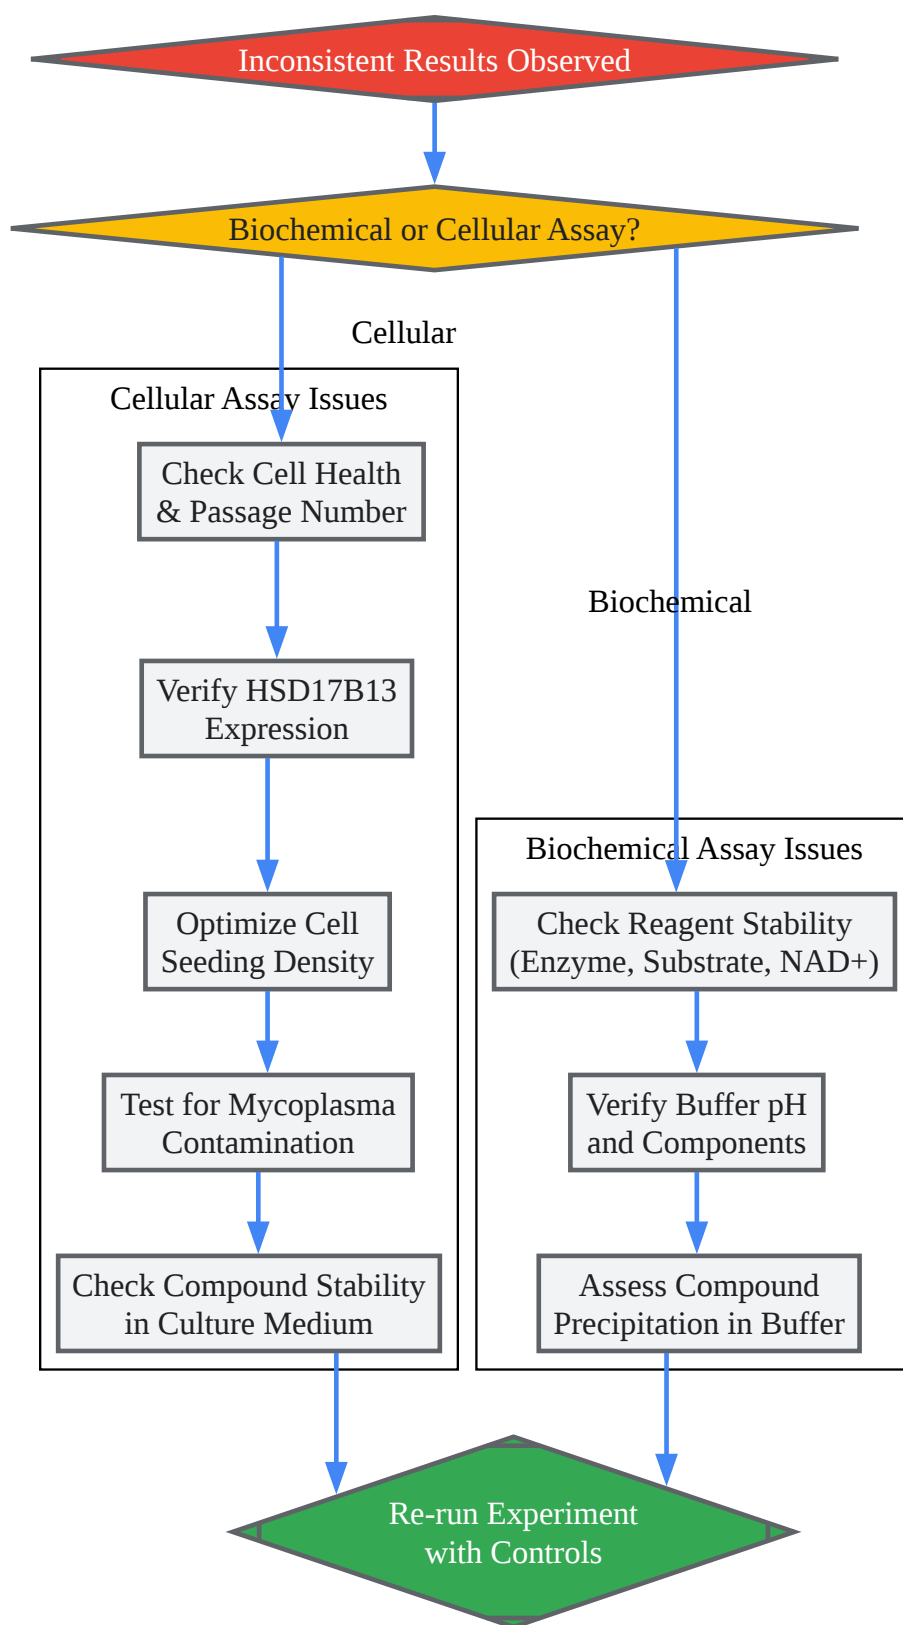 Inconsistent Results Observed
Biochemical or Cellular Assay?
Cellular
Cellular Assay Issues
Check Cell Health
& Passage Number
Verify HSD17B13
Expression
Optimize Cell
Seeding Density
Test for Mycoplasma
Contamination
Check Compound Stability
in Culture Medium
Biochemical
Biochemical Assay Issues
Check Reagent Stability
(Enzyme, Substrate, NAD+)
Verify Buffer pH
and Components
Assess Compound
Precipitation in Buffer
Re-run Experiment
with Controls